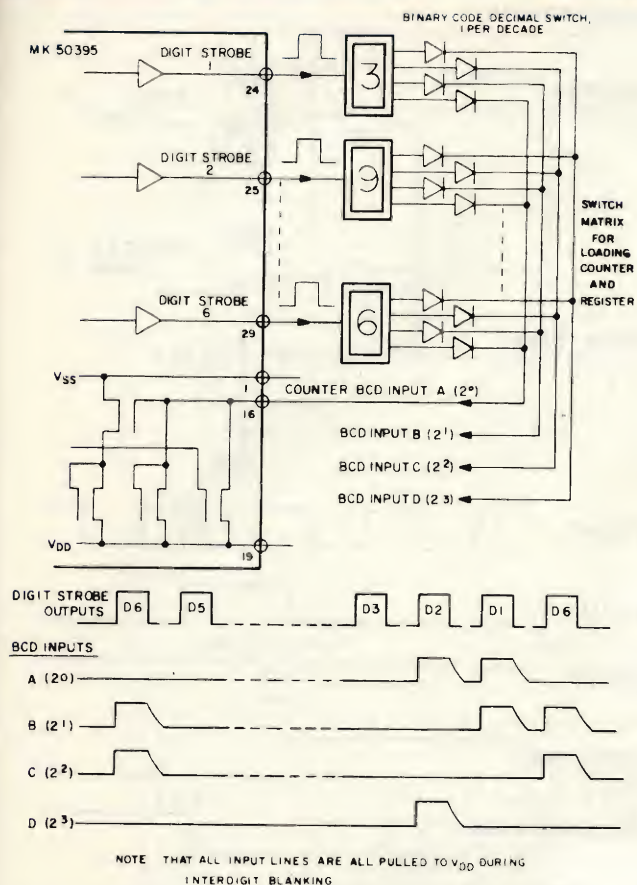 BINARY CODE DECIMAL SWITCH,
1 PER DECADE
MK 50395
DIGIT STROBE
1
24
3
DIGIT STROBE
2
25
9
SWITCH
MATRIX
FOR
LOADING
COUNTER
AND
REGISTER
DIGIT STROBE
6
29
6
VSS
1
COUNTER BCD INPUT A (2⁰)
16
BCD INPUT B (2¹)
BCD INPUT C (2²)
BCD INPUT D (2³)
VDD
19
DIGIT STROBE
OUTPUTS
D6 D5 D3 D2 D1 D6
BCD INPUTS
A (20)
B (2¹)
C (2²)
D (2³)
NOTE THAT ALL INPUT LINES ARE ALL PULLED TO VDD DURING
INTERDIGIT BLANKING